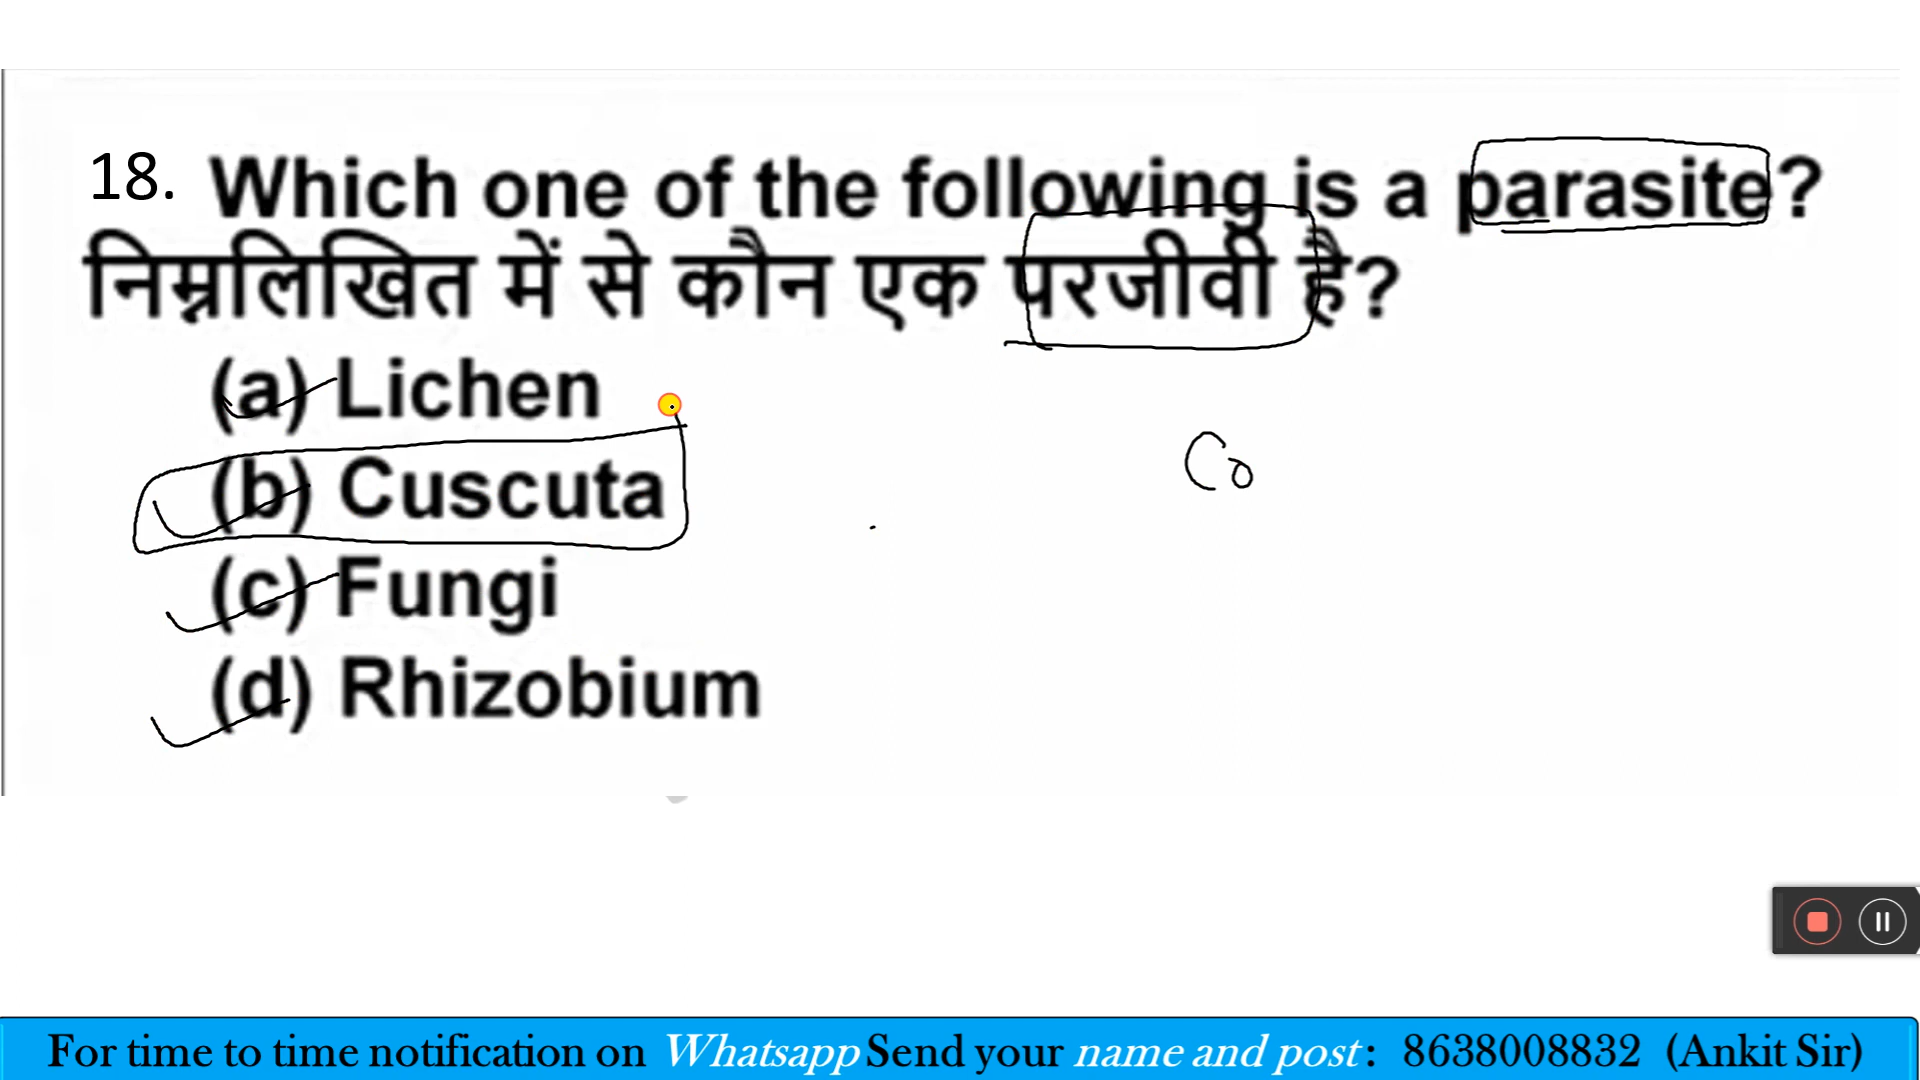 18. Which one of the following is a parasite?
निम्नलिखित में से कौन एक परजीवी है?
(a) Lichen
(b) Cuscuta
Co
(c) Fungi
(d) Rhizobium
For time to time notification on Whatsapp Send your name and post: 8638008832 (Ankit Sir)